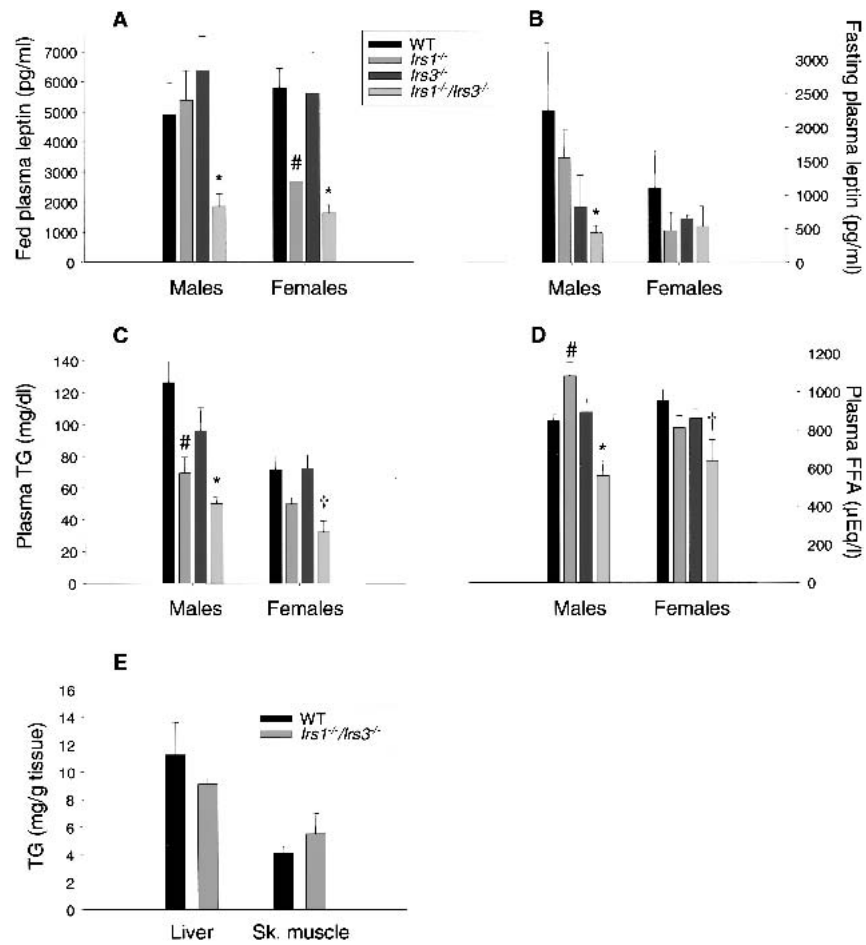 A
Fed plasma leptin (pg/ml)
7000
6000
5000
4000
3000
2000
1000
0
#
*
*
Males
Females
WT
Irs1-/-
Irs3-/-
Irs1-/-/Irs3-/-
B
Fasting plasma leptin (pg/ml)
3000
2500
2000
1500
1000
500
0
*
Males
Females
C
Plasma TG (mg/dl)
140
120
100
80
60
40
20
0
#
*
‡
Males
Females
D
Plasma FFA (µEq/l)
1200
1000
800
600
400
200
0
#
*
†
Males
Females
E
TG (mg/g tissue)
16
14
12
10
8
6
4
2
0
WT
Irs1-/-/Irs3-/-
Liver
Sk. muscle